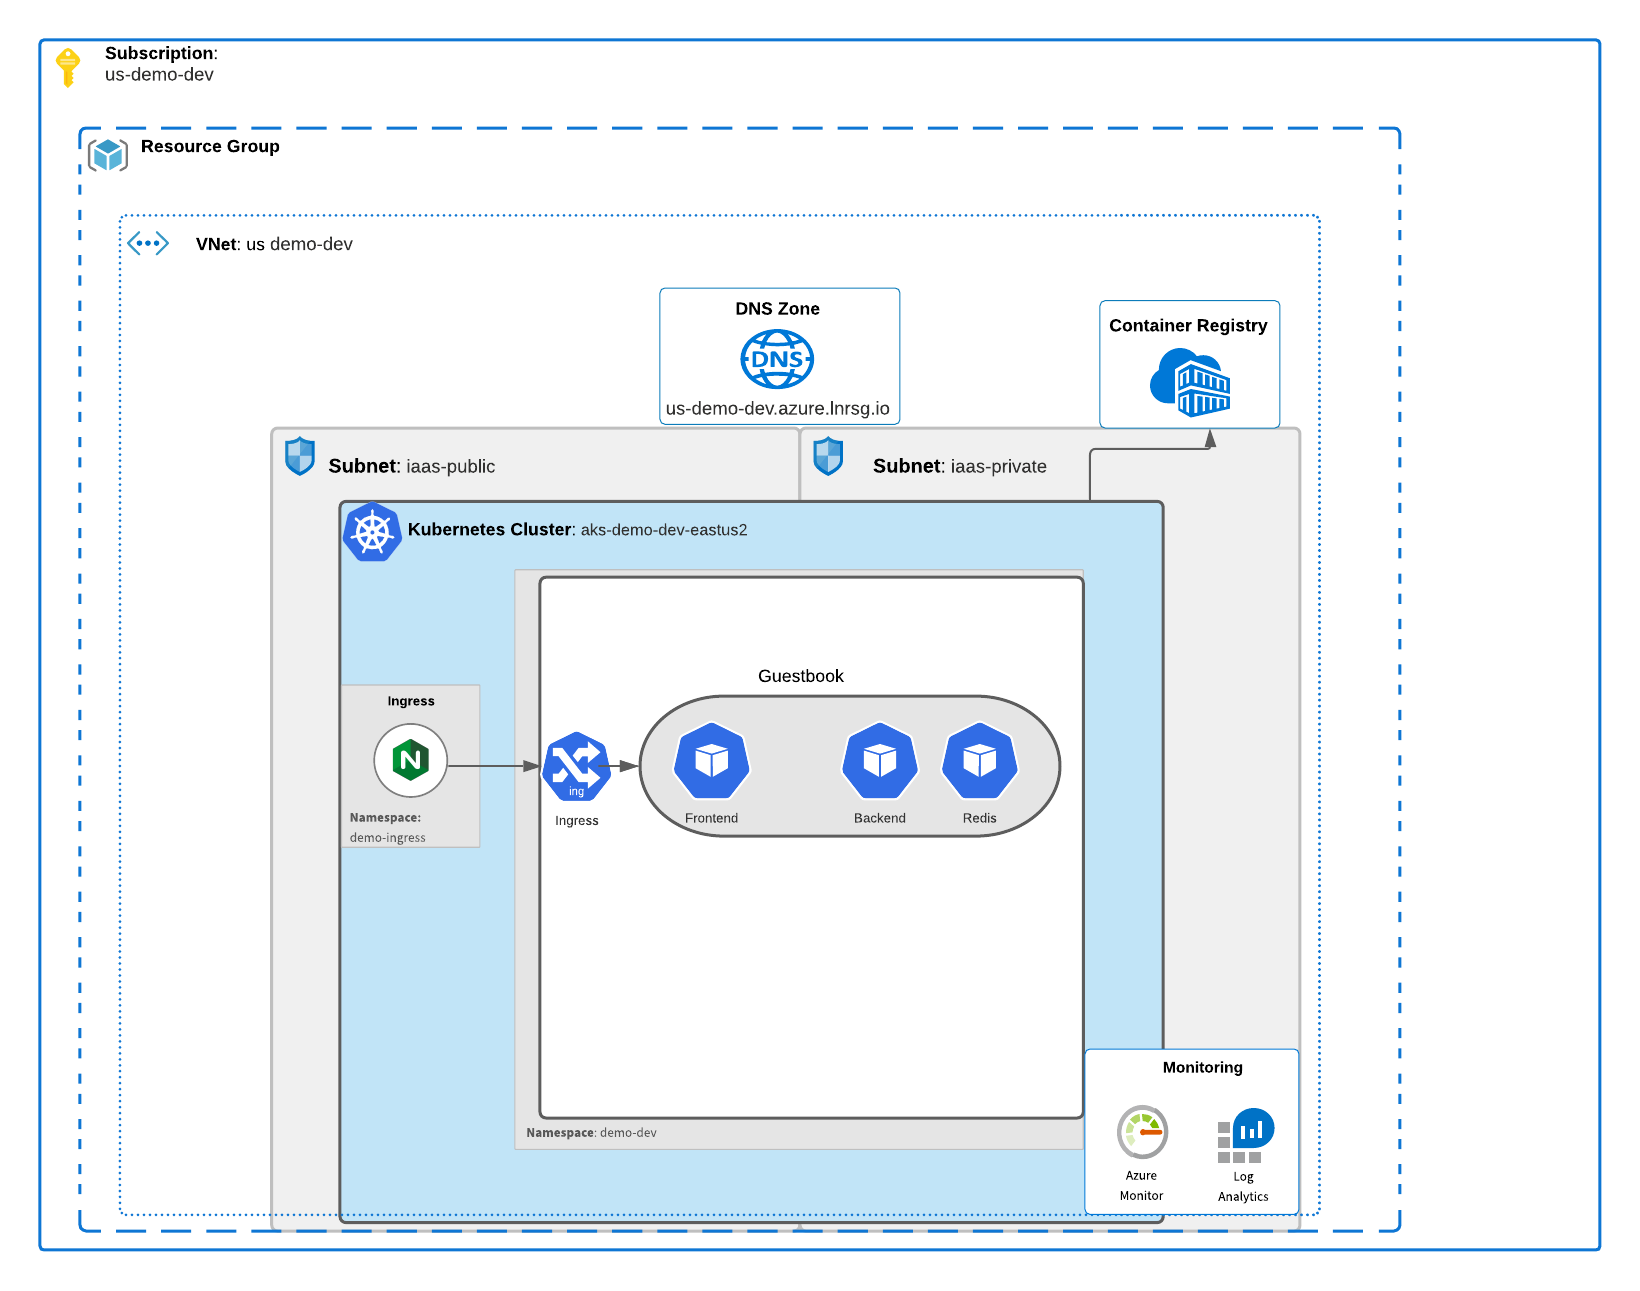 Subscription:
us-demo-dev
Resource Group
VNet: us demo-dev
DNS Zone
DNS
us-demo-dev.azure.lnrsg.io
Container Registry
Subnet: iaas-public
Subnet: iaas-private
Kubernetes Cluster: aks-demo-dev-eastus2
Guestbook
Ingress
N
Namespace:
demo-ingress
ing
Ingress
Frontend
Backend
Redis
Namespace: demo-dev
Monitoring
Azure
Monitor
Log
Analytics